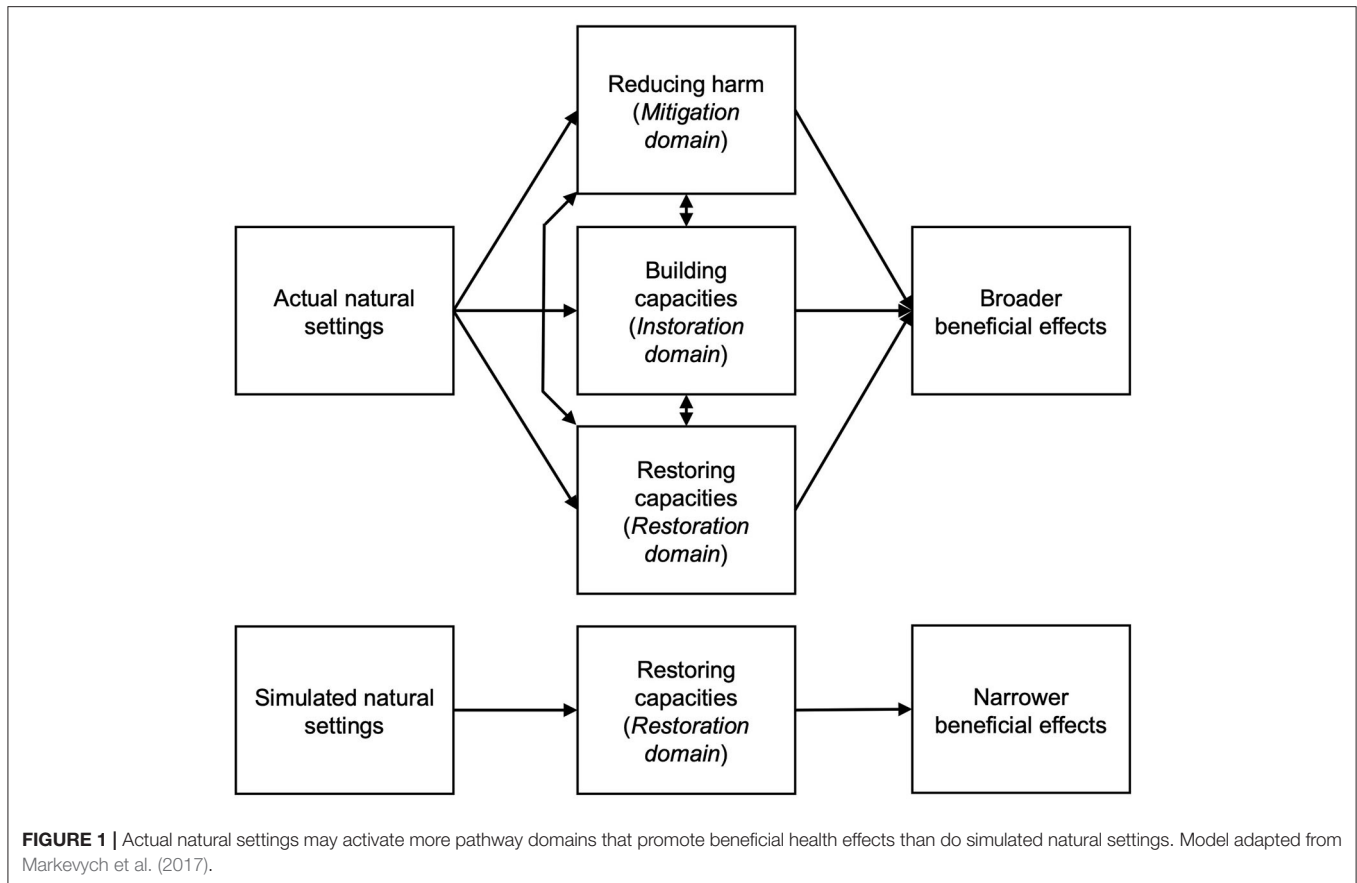 Reducing harm
(Mitigation
domain)
Actual natural
settings
Building
capacities
(Instoration
domain)
Broader
beneficial effects
Restoring
capacities
(Restoration
domain)
Simulated natural
settings
Restoring
capacities
(Restoration
domain)
Narrower
beneficial effects
FIGURE 1 | Actual natural settings may activate more pathway domains that promote beneficial health effects than do simulated natural settings. Model adapted from
Markevych et al. (2017).